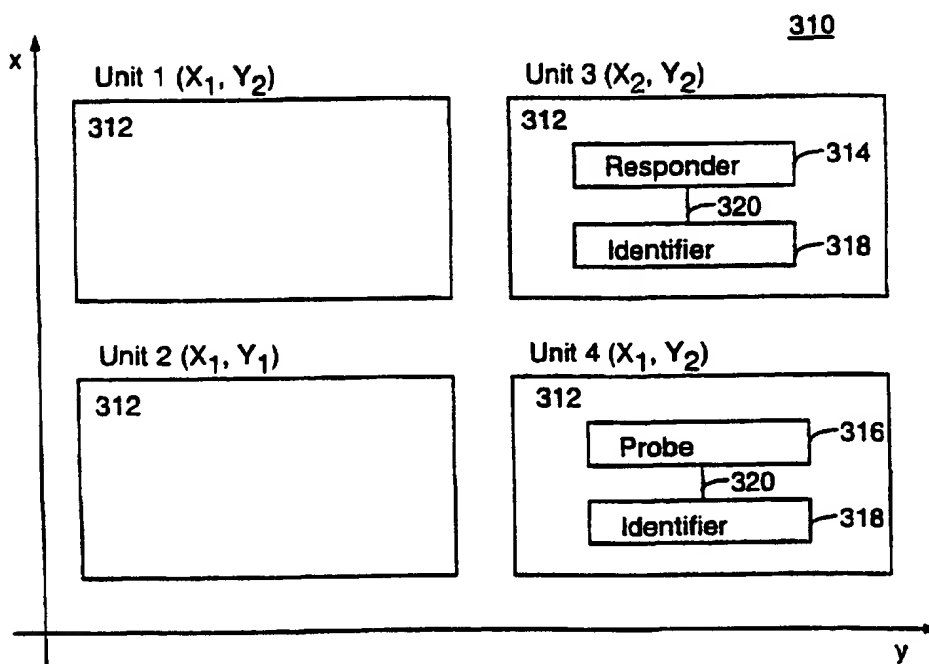 310
x
Unit 1 (X1, Y2)
312
Unit 3 (X2, Y2)
312
Responder
314
320
Identifier
318
Unit 2 (X1, Y1)
312
Unit 4 (X1, Y2)
312
Probe
316
320
Identifier
318
y